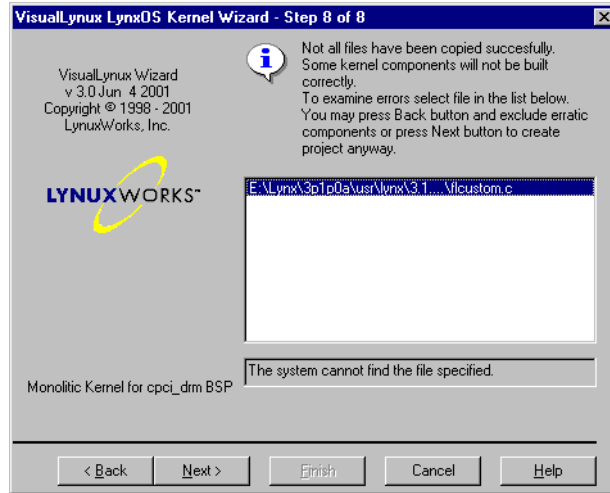 VisualLynux LynxOS Kernel Wizard - Step 8 of 8
VisualLynux Wizard
v 3.0 Jun 4 2001
Copyright © 1998 - 2001
LynuxWorks, Inc.
LYNUXWORKS™
Not all files have been copied succesfully.
Some kernel components will not be built
correctly.
To examine errors select file in the list below.
You may press Back button and exclude erratic
components or press Next button to create
project anyway.
E:\Lynx\3p1p0a\usr\lynx\3.1....\flcustom.c
The system cannot find the file specified.
Monolitic Kernel for cpci_drm BSP
< Back
Next >
Finish
Cancel
Help